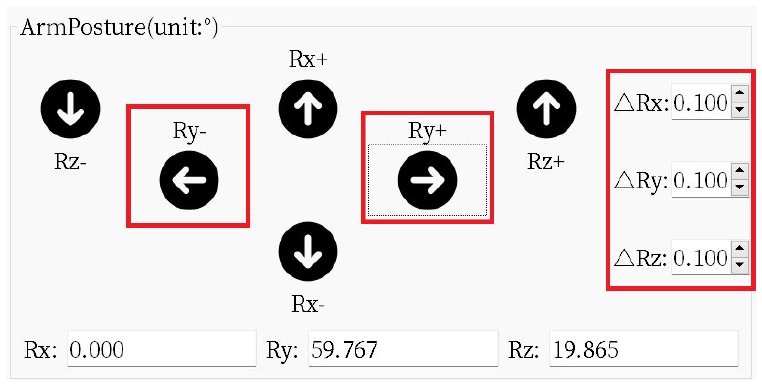 ArmPosture(unit:°)
Rx+
Ry-
Ry+
Rz-
Rz+
Rx-
△Rx: 0.100
△Ry: 0.100
△Rz: 0.100
Rx: 0.000 Ry: 59.767 Rz: 19.865